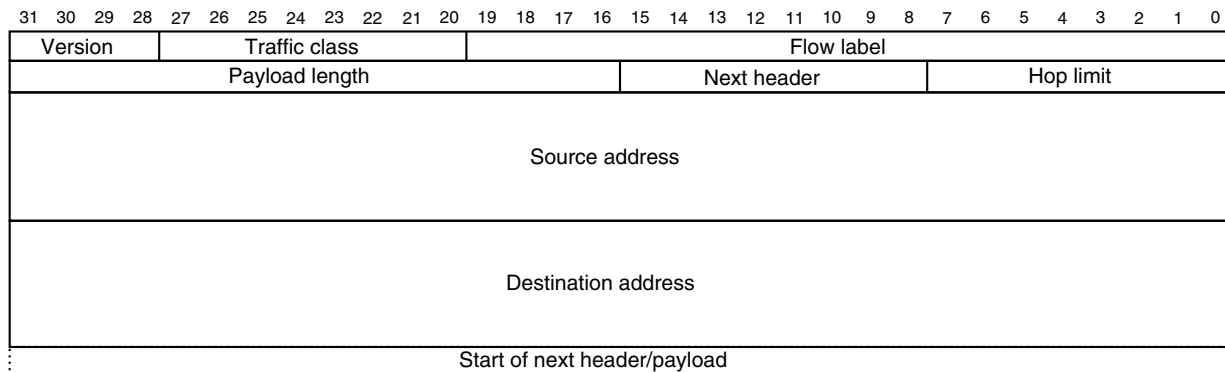 31 30 29 28 27 26 25 24 23 22 21 20 19 18 17 16 15 14 13 12 11 10 9 8 7 6 5 4 3 2 1 0
Version Traffic class Flow label
Payload length Next header Hop limit
Source address
Destination address
Start of next header/payload